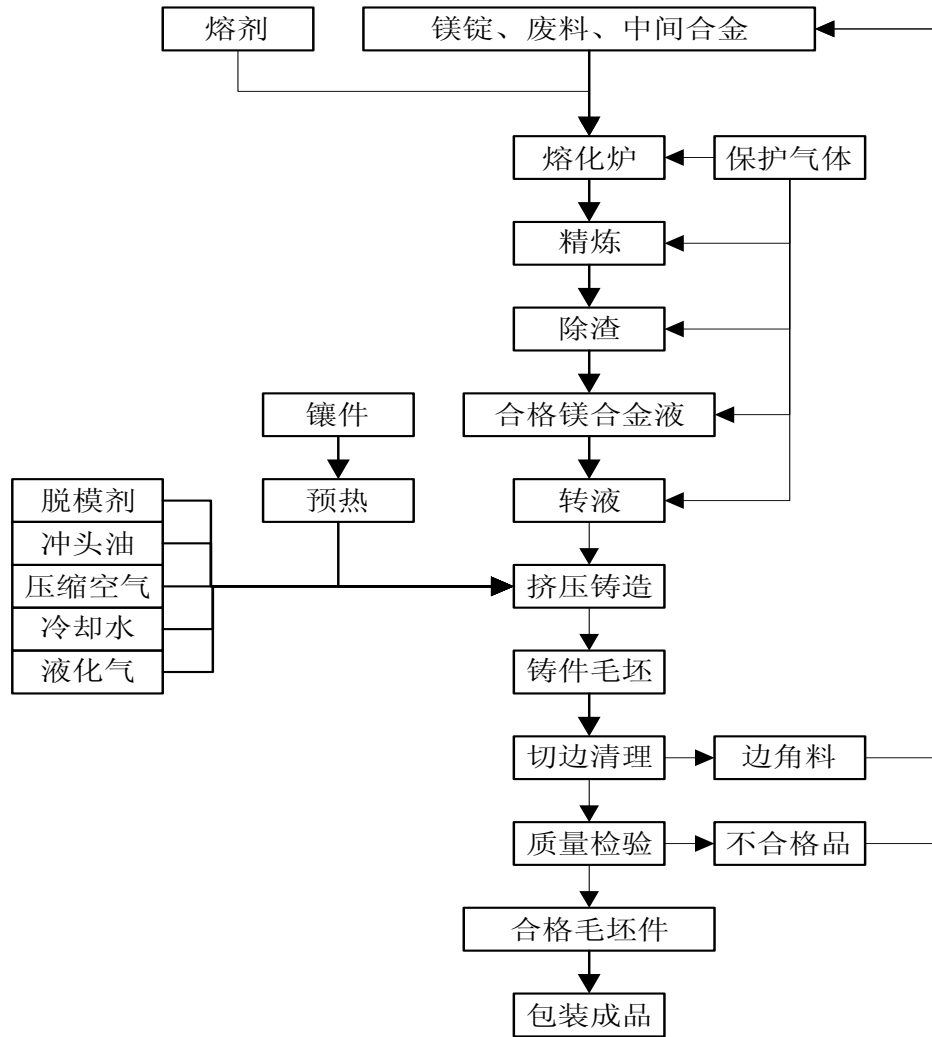 熔剂
镁锭、废料、中间合金
熔化炉
保护气体
精炼
除渣
镶件
合格镁合金液
脱模剂
预热
转液
冲头油
压缩空气
挤压铸造
冷却水
液化气
铸件毛坯
切边清理
边角料
质量检验
不合格品
合格毛坯件
包装成品